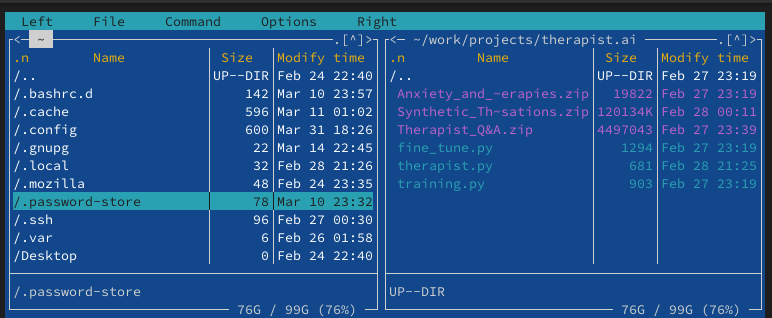 Left File Command Options Right
<─ ~ .[^]> <─ ~/work/projects/therapist.ai .[^]>
.n Name Size Modify time .n Name Size Modify time
/.. UP--DIR Feb 24 22:40 /.. UP--DIR Feb 27 23:19
/.bashrc.d 142 Mar 10 23:57 Anxiety_and_~erapies.zip 19822 Feb 27 23:19
/.cache 596 Mar 11 01:02 Synthetic_Th~sations.zip 120134K Feb 28 00:11
/.config 600 Mar 31 18:26 Therapist_Q&A.zip 4497043 Feb 27 23:39
/.gnupg 22 Mar 14 22:45 fine_tune.py 1294 Feb 27 23:19
/.local 32 Feb 28 21:26 therapist.py 681 Feb 28 21:25
/.mozilla 48 Feb 24 23:35 training.py 903 Feb 27 23:19
/.password-store 78 Mar 10 23:32
/.ssh 96 Feb 27 00:30
/.var 6 Feb 26 01:58
/Desktop 0 Feb 24 22:40
/.password-store UP--DIR
76G / 99G (76%) 76G / 99G (76%)